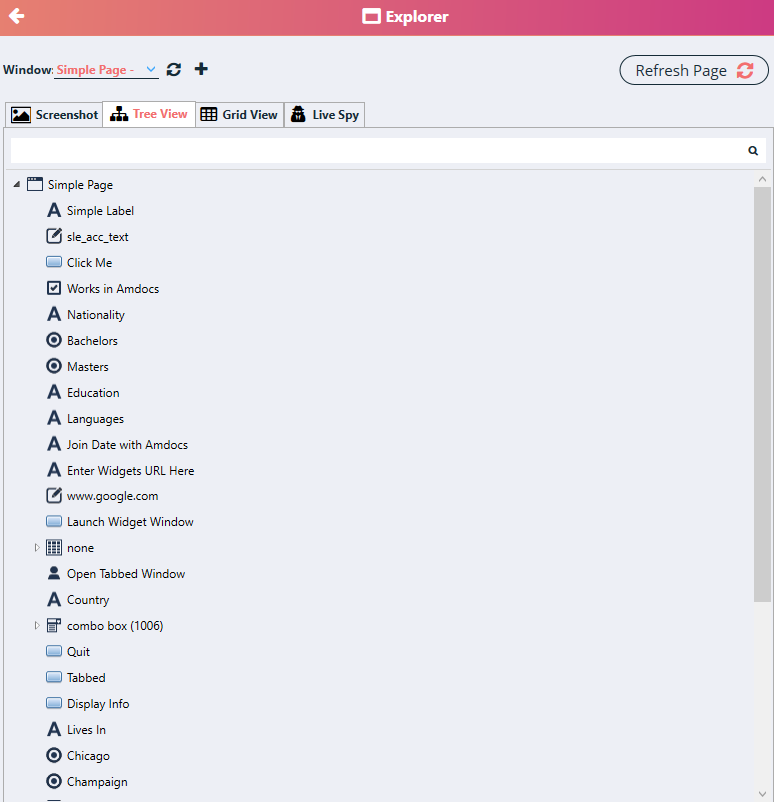 Explorer
Window: Simple Page -
Refresh Page
Screenshot Tree View Grid View Live Spy
Simple Page
Simple Label
sle_acc_text
Click Me
Works in Amdocs
Nationality
Bachelors
Masters
Education
Languages
Join Date with Amdocs
Enter Widgets URL Here
www.google.com
Launch Widget Window
none
Open Tabbed Window
Country
combo box (1006)
Quit
Tabbed
Display Info
Lives In
Chicago
Champaign